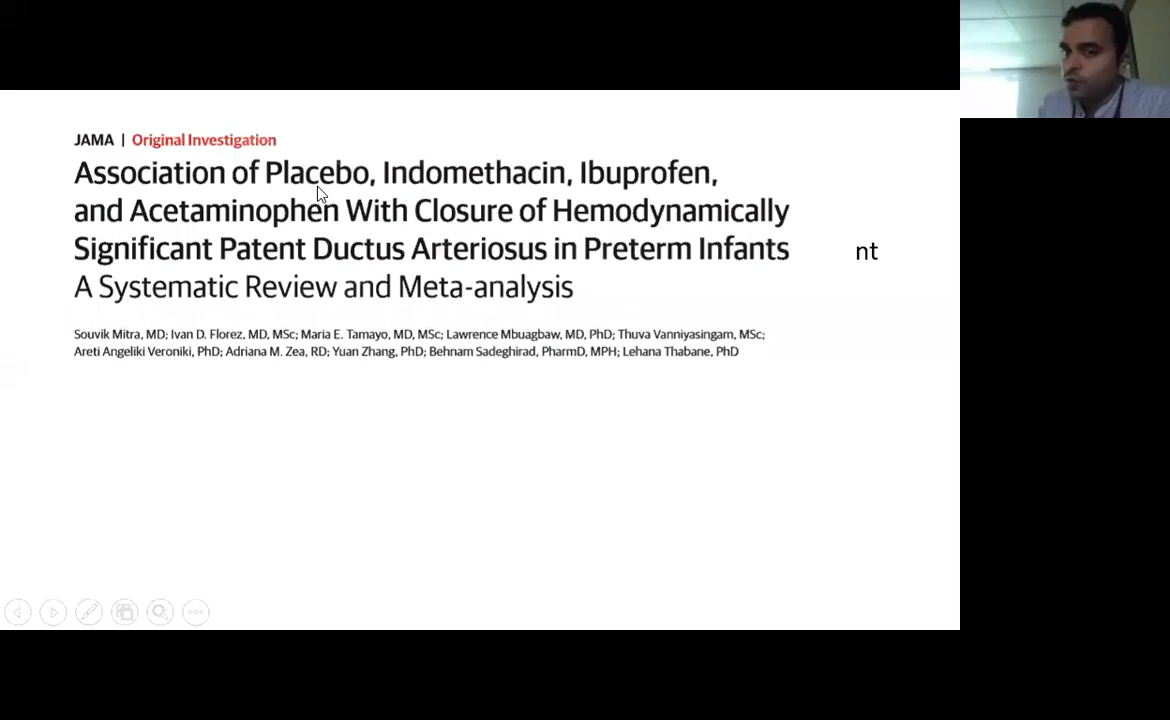 JAMA | Original Investigation
Association of Placebo, Indomethacin, Ibuprofen,
and Acetaminophen With Closure of Hemodynamically
Significant Patent Ductus Arteriosus in Preterm Infants
nt
A Systematic Review and Meta-analysis
Souvik Mitra, MD; Ivan D. Florez, MD, MSc; Maria E. Tamayo, MD, MSc; Lawrence Mbuagbaw, MD, PhD; Thuva Vanniyasingam, MSc;
Areti Angeliki Veroniki, PhD; Adriana M. Zea, RD; Yuan Zhang, PhD; Behnam Sadeghirad, PharmD, MPH; Lehana Thabane, PhD